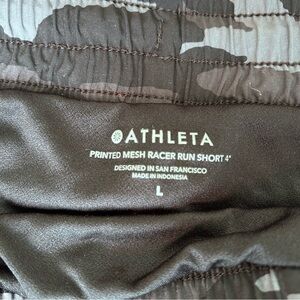 ATHLETA
PRINTED MESH RACER RUN SHORT 4"
DESIGNED IN SAN FRANCISCO
MADE IN INDONESIA
L